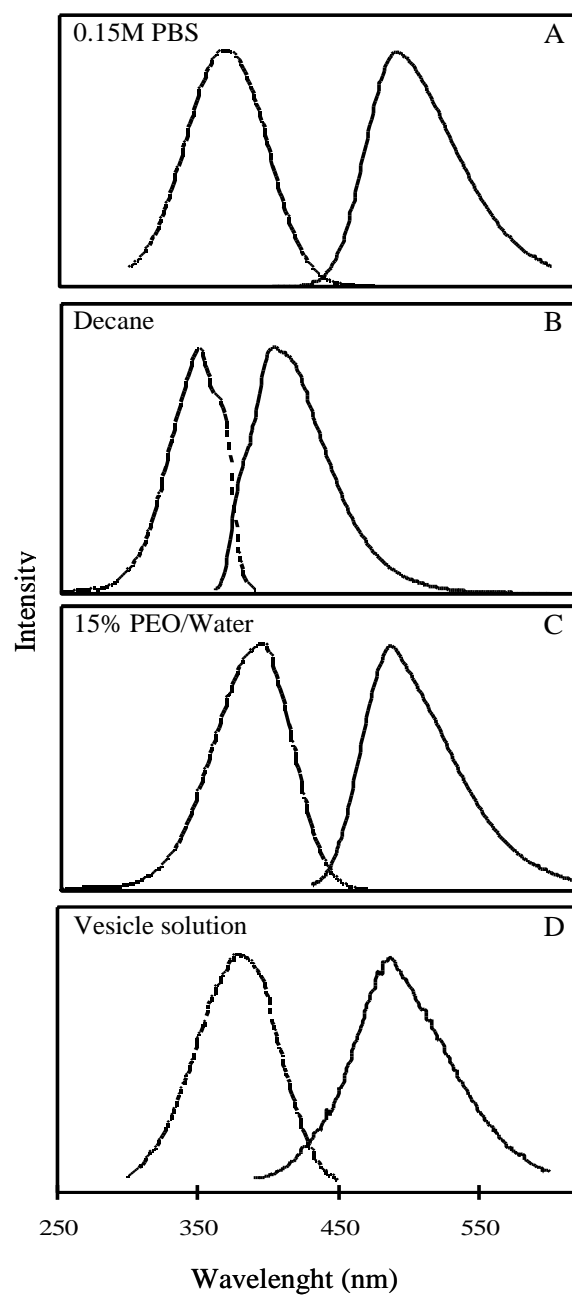 0.15M PBS
A
Decane
B
15% PEO/Water
C
Vesicle solution
D
Intensity
250
350
450
550
Wavelenght (nm)